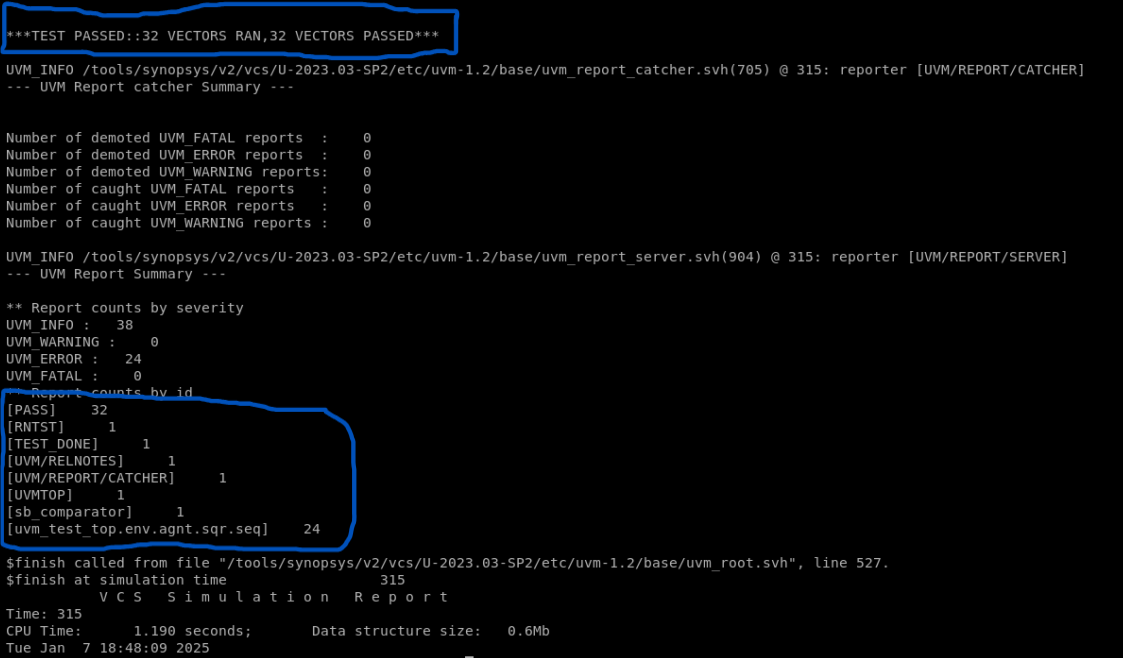 ***TEST PASSED::32 VECTORS RAN,32 VECTORS PASSED***
UVM_INFO /tools/synopsys/v2/vcs/U-2023.03-SP2/etc/uvm-1.2/base/uvm_report_catcher.svh(705) @ 315: reporter [UVM/REPORT/CATCHER]
--- UVM Report catcher Summary ---
Number of demoted UVM_FATAL reports  :    0
Number of demoted UVM_ERROR reports  :    0
Number of demoted UVM_WARNING reports:    0
Number of caught UVM_FATAL reports   :    0
Number of caught UVM_ERROR reports   :    0
Number of caught UVM_WARNING reports :    0
UVM_INFO /tools/synopsys/v2/vcs/U-2023.03-SP2/etc/uvm-1.2/base/uvm_report_server.svh(904) @ 315: reporter [UVM/REPORT/SERVER]
--- UVM Report Summary ---
** Report counts by severity
UVM_INFO :   38
UVM_WARNING :    0
UVM_ERROR :   24
UVM_FATAL :    0
** Report counts by id
[PASS]    32
[RNTST]     1
[TEST_DONE]     1
[UVM/RELNOTES]     1
[UVM/REPORT/CATCHER]     1
[UVMTOP]     1
[sb_comparator]     1
[uvm_test_top.env.agnt.sqr.seq]    24
$finish called from file "/tools/synopsys/v2/vcs/U-2023.03-SP2/etc/uvm-1.2/base/uvm_root.svh", line 527.
$finish at simulation time                  315
           V C S   S i m u l a t i o n   R e p o r t
Time: 315
CPU Time:      1.190 seconds;       Data structure size:   0.6Mb
Tue Jan  7 18:48:09 2025